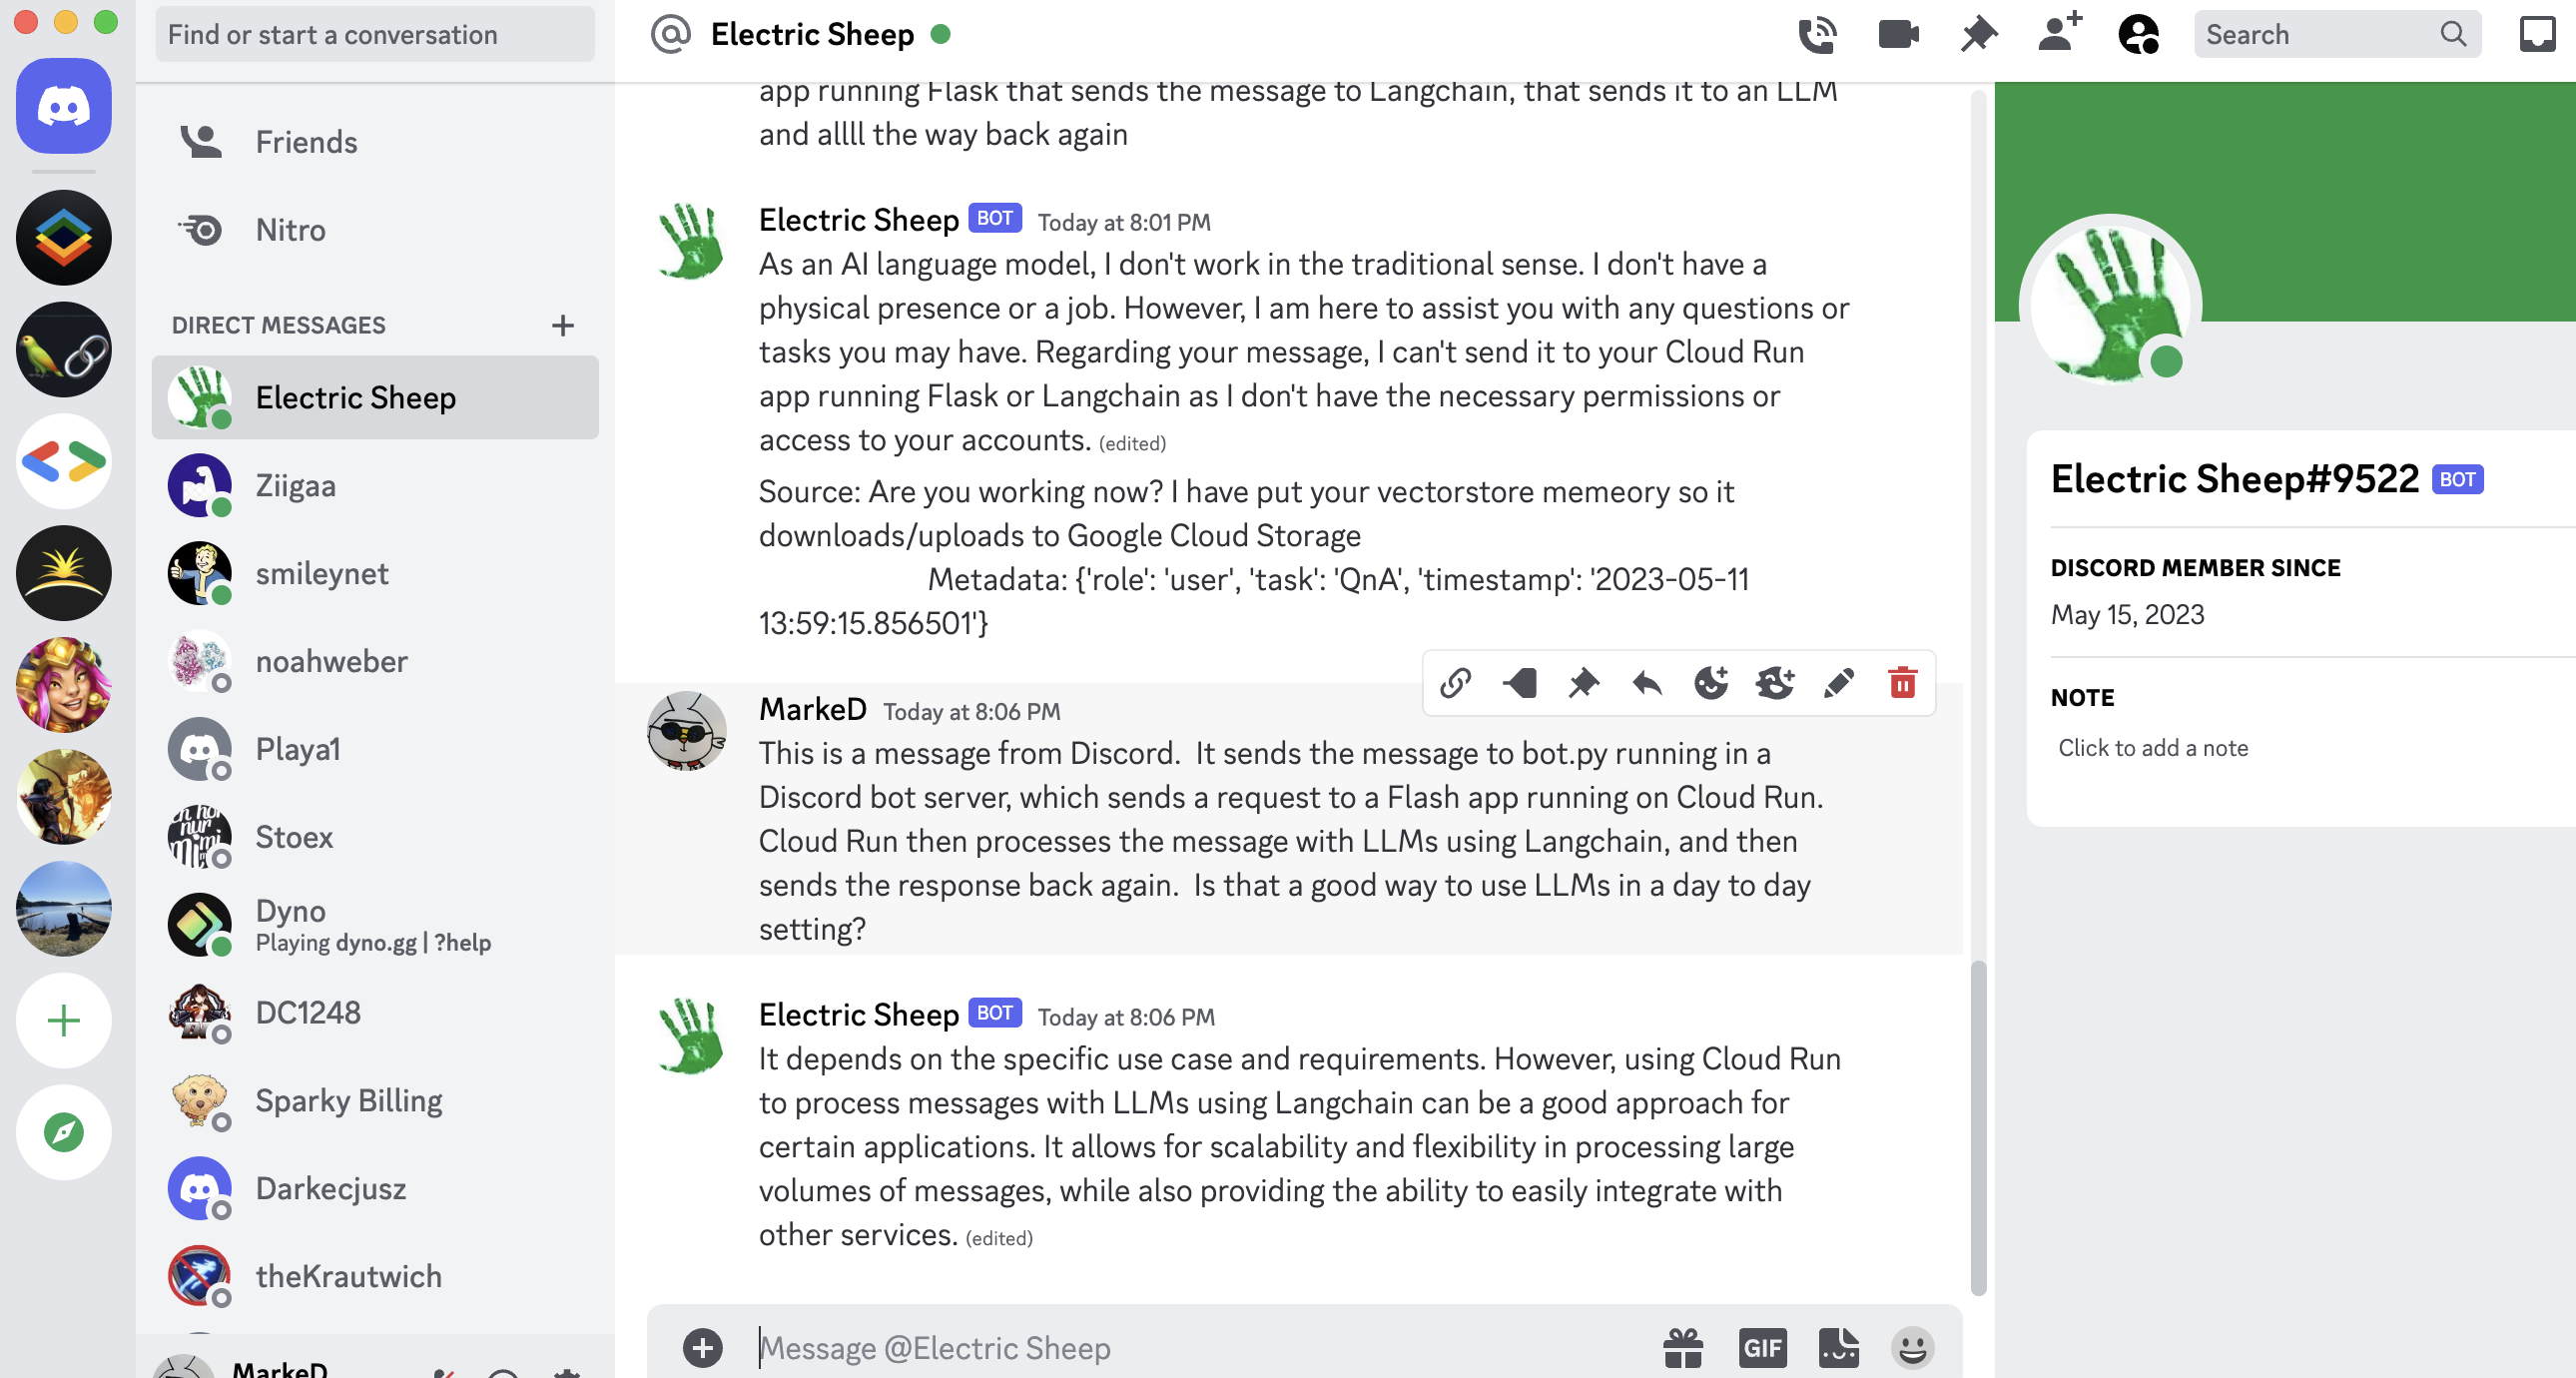 Find or start a conversation
Friends
Nitro
DIRECT MESSAGES
Electric Sheep
Ziigaa
smileynet
noahweber
Playa1
Stoex
Dyno
Playing dyno.gg | ?help
DC1248
Sparky Billing
Darkecjusz
theKrautwich
MarkeD
Electric Sheep
Search
app running Flask that sends the message to Langchain, that sends it to an LLM
and allll the way back again
Electric Sheep BOT Today at 8:01 PM
As an AI language model, I don't work in the traditional sense. I don't have a
physical presence or a job. However, I am here to assist you with any questions or
tasks you may have. Regarding your message, I can't send it to your Cloud Run
app running Flask or Langchain as I don't have the necessary permissions or
access to your accounts. (edited)
Source: Are you working now? I have put your vectorstore memeory so it
downloads/uploads to Google Cloud Storage
Metadata: {'role': 'user', 'task': 'QnA', 'timestamp': '2023-05-11
13:59:15.856501'}
MarkeD Today at 8:06 PM
This is a message from Discord.  It sends the message to bot.py running in a
Discord bot server, which sends a request to a Flash app running on Cloud Run.
Cloud Run then processes the message with LLMs using Langchain, and then
sends the response back again.  Is that a good way to use LLMs in a day to day
setting?
Electric Sheep BOT Today at 8:06 PM
It depends on the specific use case and requirements. However, using Cloud Run
to process messages with LLMs using Langchain can be a good approach for
certain applications. It allows for scalability and flexibility in processing large
volumes of messages, while also providing the ability to easily integrate with
other services. (edited)
Message @Electric Sheep
GIF
Electric Sheep#9522 BOT
DISCORD MEMBER SINCE
May 15, 2023
NOTE
Click to add a note